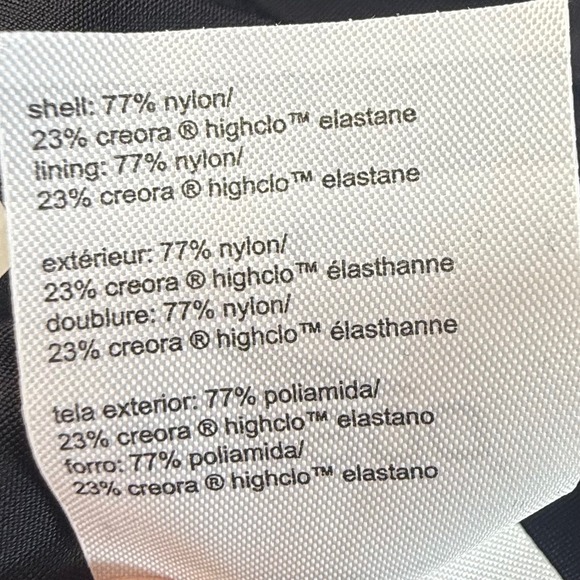 shell: 77% nylon/
23% creora ® highclo™ elastane
lining: 77% nylon/
23% creora ® highclo™ elastane
extérieur: 77% nylon/
23% creora ® highclo™ élasthanne
doublure: 77% nylon/
23% creora ® highclo™ élasthanne
tela exterior: 77% poliamida/
23% creora ® highclo™ elastano
forro: 77% poliamida/
23% creora ® highclo™ elastano